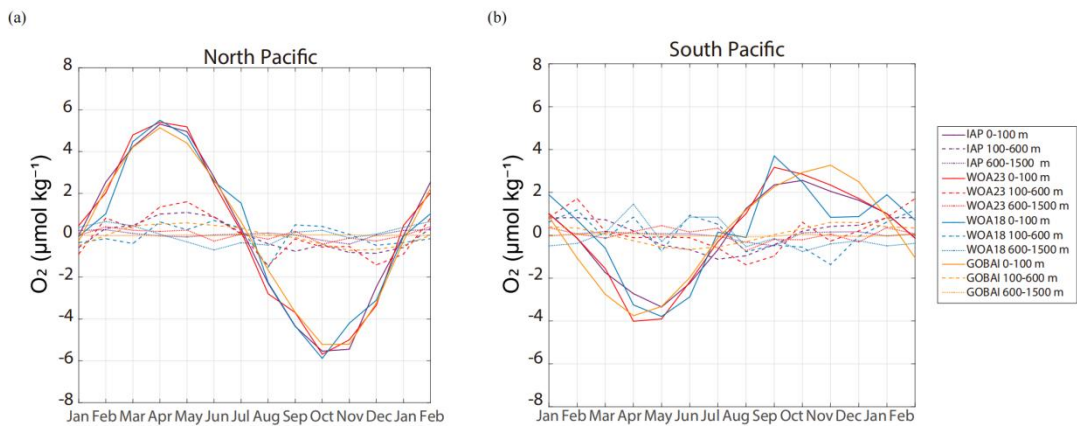 (a)
(b)
North Pacific
South Pacific
8
6
4
2
0
-2
-4
-6
-8
O₂ (μmol kg⁻¹)
Jan Feb Mar Apr May Jun Jul Aug Sep Oct Nov Dec Jan Feb
8
6
4
2
0
-2
-4
-6
-8
O₂ (μmol kg⁻¹)
Jan Feb Mar Apr May Jun Jul Aug Sep Oct Nov Dec Jan Feb
IAP 0-100 m
IAP 100-600 m
IAP 600-1500 m
WOA23 0-100 m
WOA23 100-600 m
WOA23 600-1500 m
WOA18 0-100 m
WOA18 100-600 m
WOA18 600-1500 m
GOBAI 0-100 m
GOBAI 100-600 m
GOBAI 600-1500 m